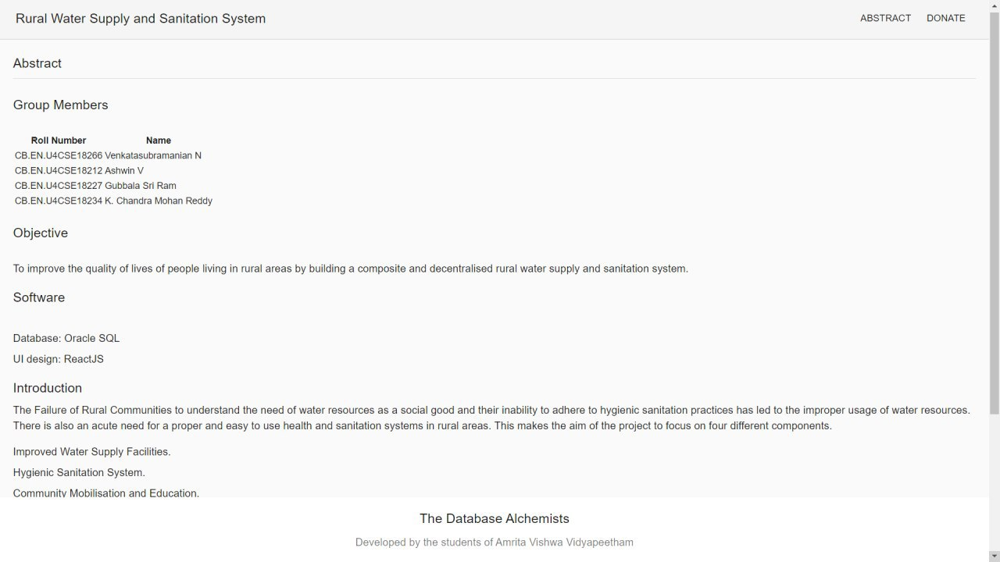 Rural Water Supply and Sanitation System
ABSTRACT DONATE
Abstract
Group Members
Roll Number Name
CB.EN.U4CSE18266 Venkatasubramanian N
CB.EN.U4CSE18212 Ashwin V
CB.EN.U4CSE18227 Gubbala Sri Ram
CB.EN.U4CSE18234 K. Chandra Mohan Reddy
Objective
To improve the quality of lives of people living in rural areas by building a composite and decentralised rural water supply and sanitation system.
Software
Database: Oracle SQL
UI design: ReactJS
Introduction
The Failure of Rural Communities to understand the need of water resources as a social good and their inability to adhere to hygienic sanitation practices has led to the improper usage of water resources.
There is also an acute need for a proper and easy to use health and sanitation systems in rural areas. This makes the aim of the project to focus on four different components.
Improved Water Supply Facilities.
Hygienic Sanitation System.
Community Mobilisation and Education.
The Database Alchemists
Developed by the students of Amrita Vishwa Vidyapeetham